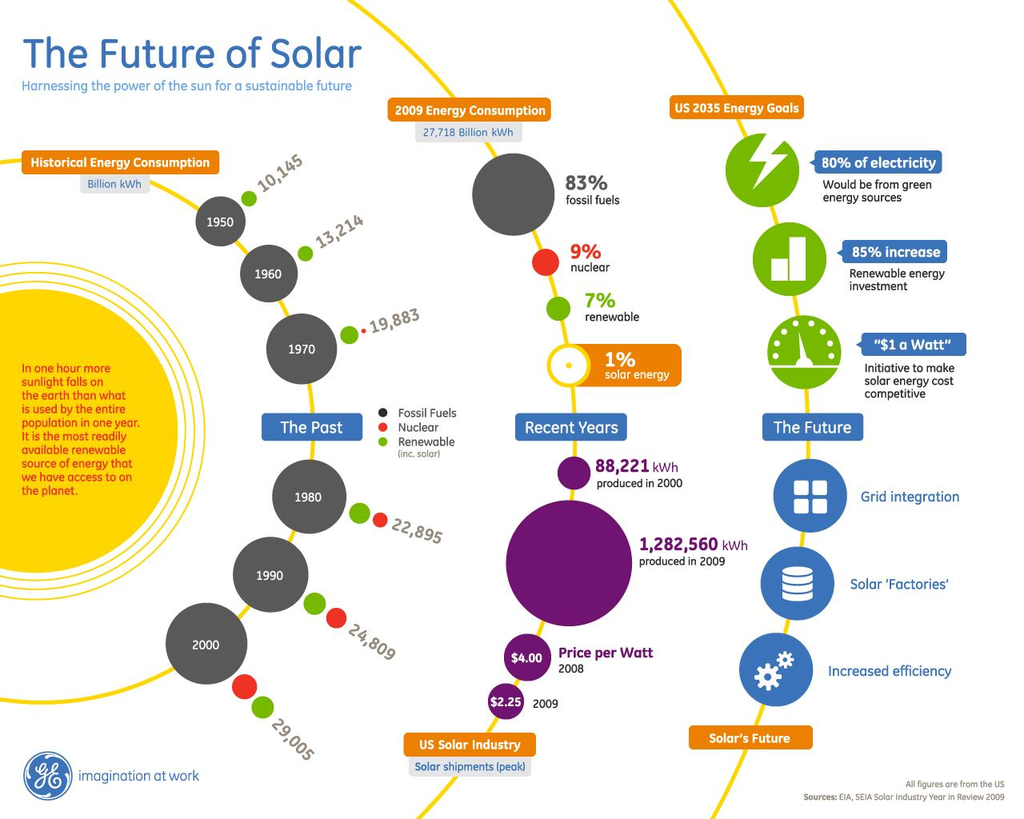 The Future of Solar
Harnessing the power of the sun for a sustainable future
Historical Energy Consumption
Billion kWh
10,145
1950
13,214
1960
19,883
1970
The Past
Fossil Fuels
Nuclear
Renewable
(inc. solar)
1980
22,895
1990
24,809
2000
29,005
In one hour more
sunlight falls on
the earth than what
is used by the entire
population in one year.
It is the most readily
available renewable
source of energy that
we have access to on
the planet.
2009 Energy Consumption
27,718 Billion kWh
83%
fossil fuels
9%
nuclear
7%
renewable
1%
solar energy
Recent Years
88,221 kWh
produced in 2000
1,282,560 kWh
produced in 2009
$4.00
Price per Watt
2008
$2.25
2009
US Solar Industry
Solar shipments (peak)
US 2035 Energy Goals
80% of electricity
Would be from green
energy sources
85% increase
Renewable energy
investment
"$1 a Watt"
Initiative to make
solar energy cost
competitive
The Future
Grid integration
Solar 'Factories'
Increased efficiency
Solar's Future
GE
imagination at work
All figures are from the US
Sources: EIA, SEIA Solar Industry Year in Review 2009